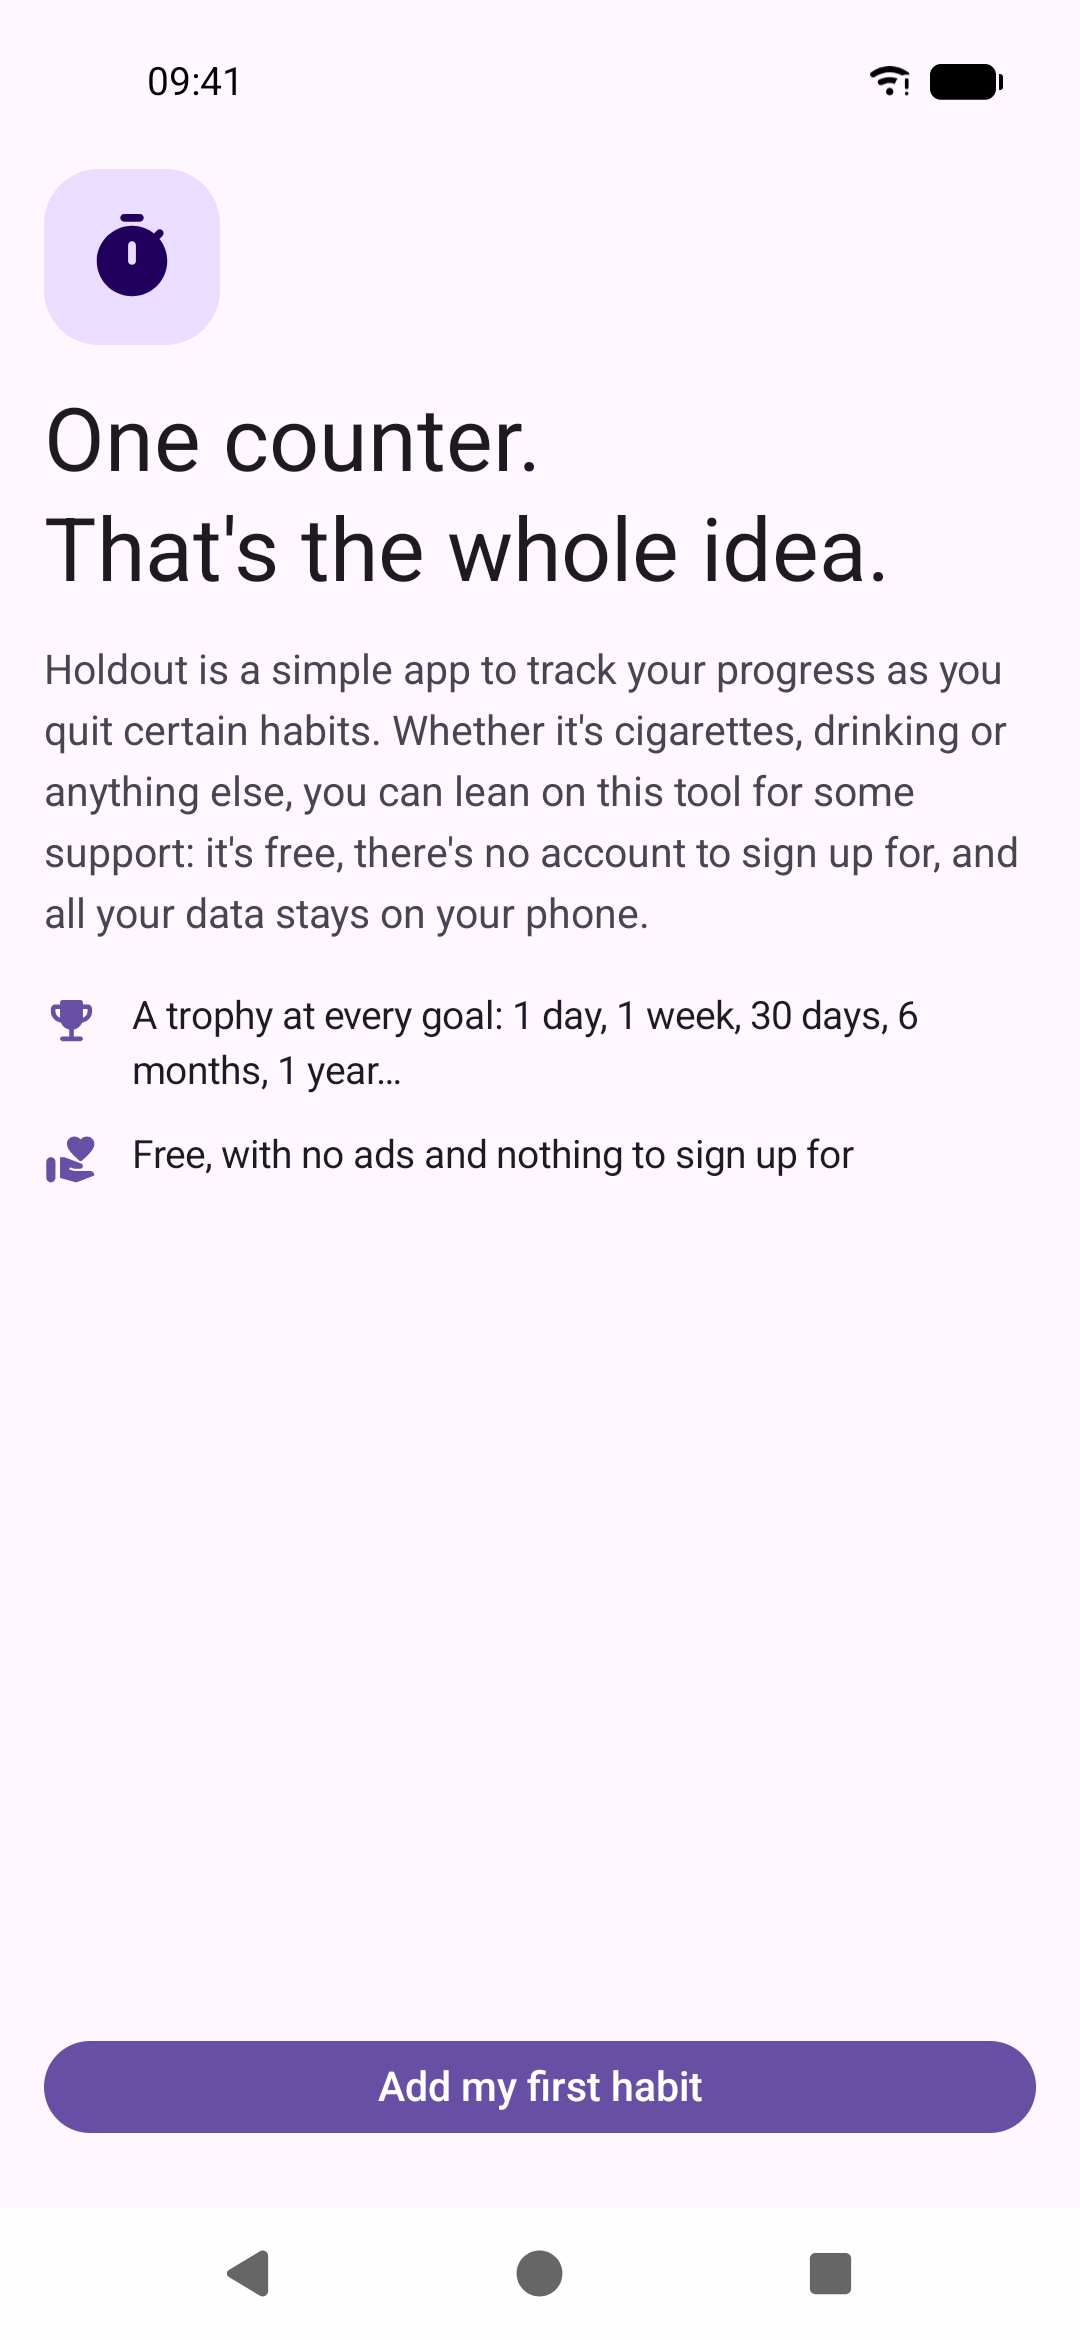 09:41
One counter.
That's the whole idea.
Holdout is a simple app to track your progress as you
quit certain habits. Whether it's cigarettes, drinking or
anything else, you can lean on this tool for some
support: it's free, there's no account to sign up for, and
all your data stays on your phone.
A trophy at every goal: 1 day, 1 week, 30 days, 6
months, 1 year…
Free, with no ads and nothing to sign up for
Add my first habit